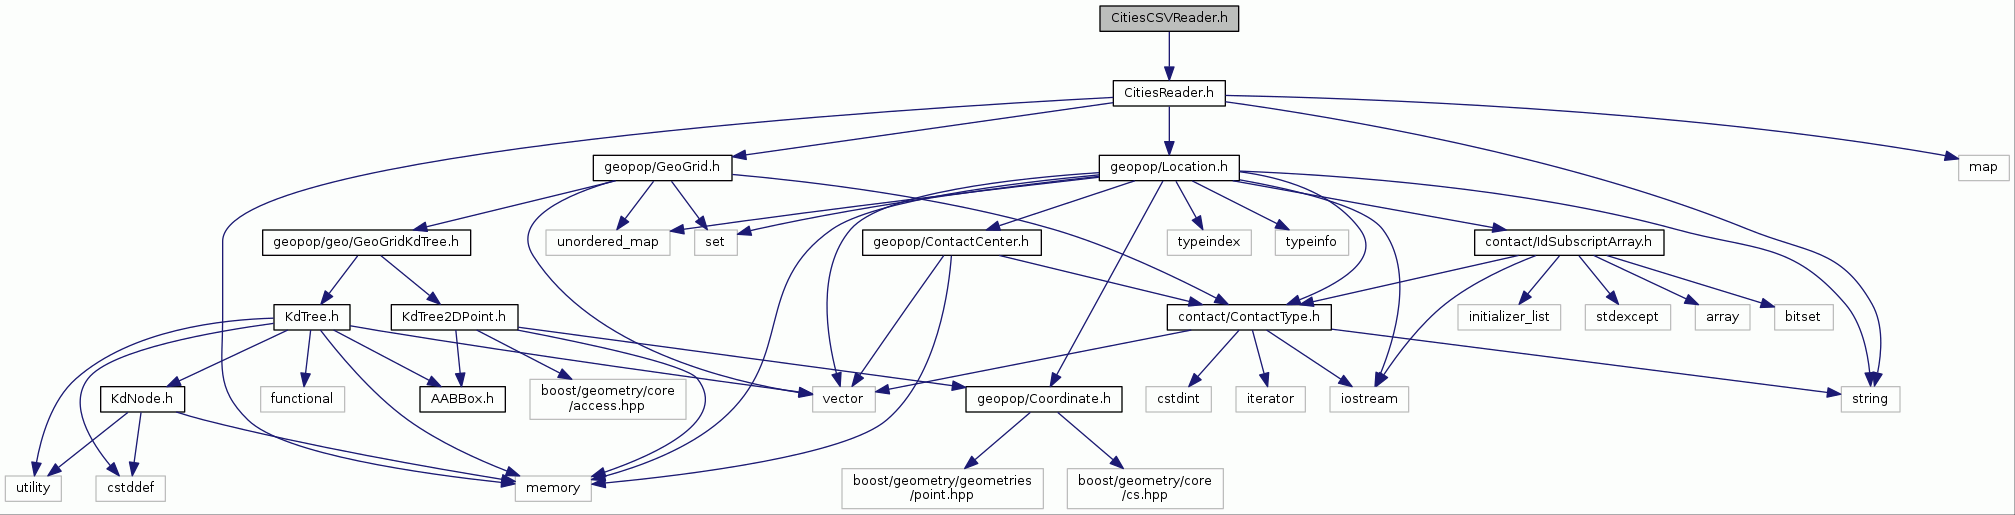 CitiesCSVReader.h
CitiesReader.h
geopop/GeoGrid.h
geopop/Location.h
map
geopop/geo/GeoGridKdTree.h
unordered_map
set
geopop/ContactCenter.h
typeindex
typeinfo
contact/IdSubscriptArray.h
KdTree.h
KdTree2DPoint.h
contact/ContactType.h
initializer_list
stdexcept
array
bitset
KdNode.h
functional
AABBox.h
boost/geometry/core
/access.hpp
vector
geopop/Coordinate.h
cstdint
iterator
iostream
string
utility
cstddef
memory
boost/geometry/geometries
/point.hpp
boost/geometry/core
/cs.hpp